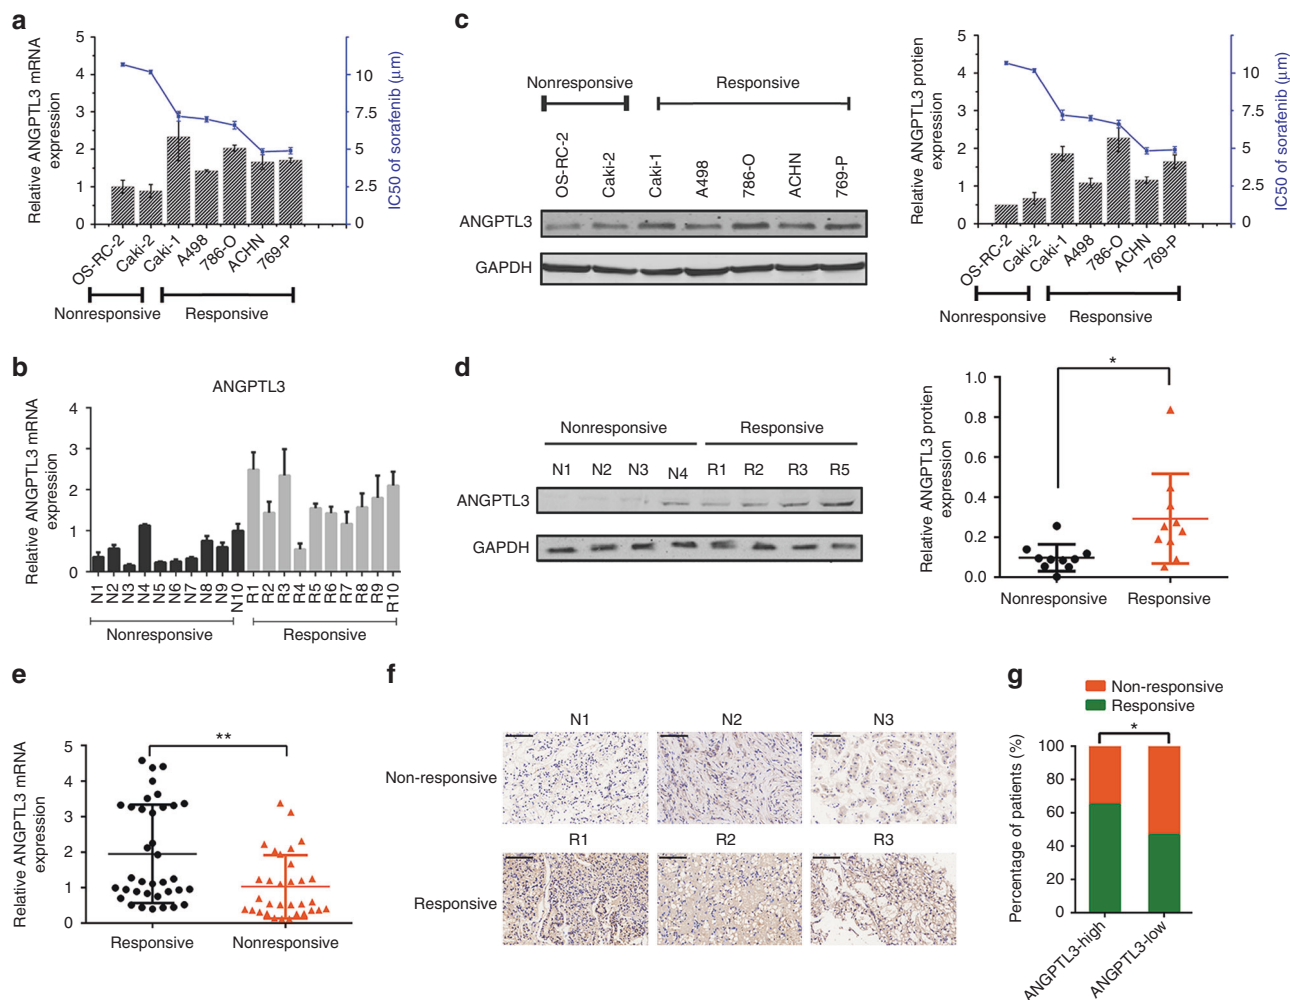 a
Relative ANGPTL3 mRNA
expression
5
4
3
2
1
0
10
7.5
5
2.5
0
IC50 of sorafenib (μm)
OS-RC-2
Caki-2
Caki-1
A498
786-O
ACHN
769-P
Nonresponsive
Responsive
c
Nonresponsive
Responsive
OS-RC-2
Caki-2
Caki-1
A498
786-O
ACHN
769-P
ANGPTL3
GAPDH
Relative ANGPTL3 protien
expression
5
4
3
2
1
0
10
7.5
5
2.5
0
IC50 of sorafenib (μm)
OS-RC-2
Caki-2
Caki-1
A498
786-O
ACHN
769-P
Nonresponsive
Responsive
b
ANGPTL3
Relative ANGPTL3 mRNA
expression
4
3
2
1
0
N1
N2
N3
N4
N5
N6
N7
N8
N9
N10
R1
R2
R3
R4
R5
R6
R7
R8
R9
R10
Nonresponsive
Responsive
d
Nonresponsive
Responsive
N1 N2 N3 N4 R1 R2 R3 R5
ANGPTL3
GAPDH
Relative ANGPTL3 protien
expression
1.0
0.8
0.6
0.4
0.2
0.0
*
Nonresponsive
Responsive
e
Relative ANGPTL3 mRNA
expression
5
4
3
2
1
0
**
Responsive
Nonresponsive
f
N1 N2 N3
Non-responsive
R1 R2 R3
Responsive
g
Non-responsive
Responsive
*
Percentage of patients (%)
100
80
60
40
20
0
ANGPTL3-high
ANGPTL3-low